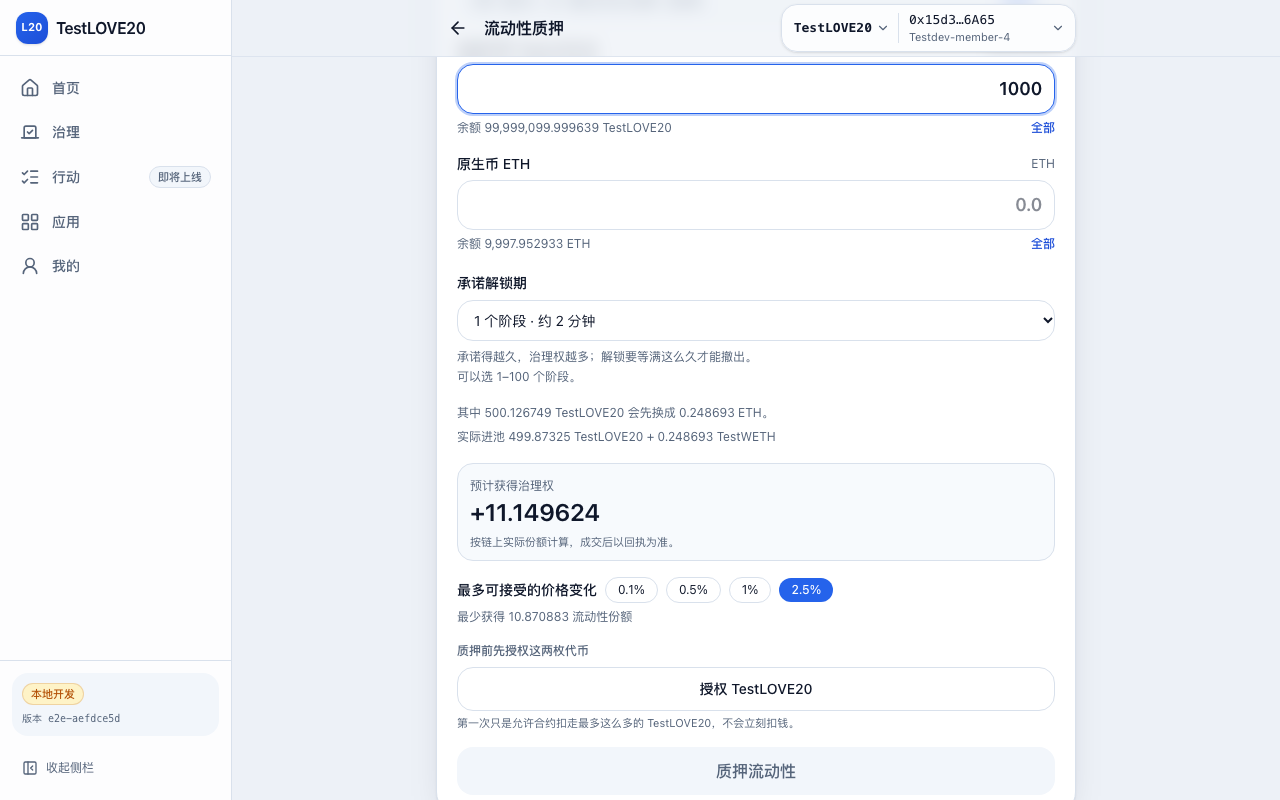 L20 TestLOVE20
首页
治理
行动 即将上线
应用
我的
本地开发
版本 e2e-aefdce5d
收起侧栏
流动性质押
TestLOVE20
0x15d3…6A65
Testdev-member-4
1000
余额 99,999,099.999639 TestLOVE20 全部
原生币 ETH ETH
0.0
余额 9,997.952933 ETH 全部
承诺解锁期
1 个阶段 · 约 2 分钟
承诺得越久，治理权越多；解锁要等满这么久才能撤出。
可以选 1–100 个阶段。
其中 500.126749 TestLOVE20 会先换成 0.248693 ETH。
实际进池 499.87325 TestLOVE20 + 0.248693 TestWETH
预计获得治理权
+11.149624
按链上实际份额计算，成交后以回执为准。
最多可接受的价格变化 0.1% 0.5% 1% 2.5%
最少获得 10.870883 流动性份额
质押前先授权这两枚代币
授权 TestLOVE20
第一次只是允许合约扣走最多这么多的 TestLOVE20，不会立刻扣钱。
质押流动性